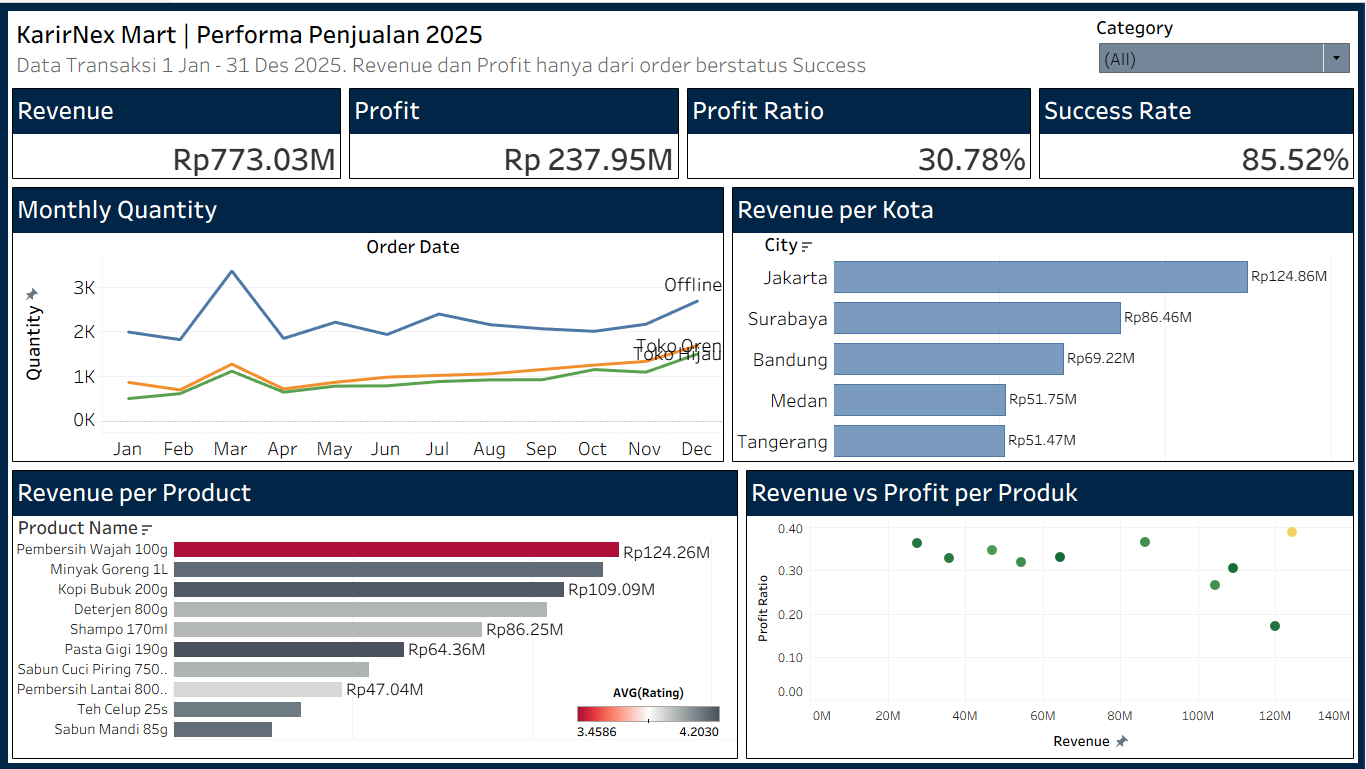 KarirNex Mart | Performa Penjualan 2025
Data Transaksi 1 Jan - 31 Des 2025. Revenue dan Profit hanya dari order berstatus Success
Category
(All)
Revenue
Rp773.03M
Profit
Rp 237.95M
Profit Ratio
30.78%
Success Rate
85.52%
Monthly Quantity
Order Date
Quantity
3K
2K
1K
0K
Offline
Toko Oren
Toko Hijau
Jan Feb Mar Apr May Jun Jul Aug Sep Oct Nov Dec
Revenue per Kota
City
Jakarta Rp124.86M
Surabaya Rp86.46M
Bandung Rp69.22M
Medan Rp51.75M
Tangerang Rp51.47M
Revenue per Product
Product Name
Pembersih Wajah 100g Rp124.26M
Minyak Goreng 1L
Kopi Bubuk 200g Rp109.09M
Deterjen 800g
Shampo 170ml Rp86.25M
Pasta Gigi 190g Rp64.36M
Sabun Cuci Piring 750..
Pembersih Lantai 800.. Rp47.04M
Teh Celup 25s
Sabun Mandi 85g
AVG(Rating)
3.4586 4.2030
Revenue vs Profit per Produk
Profit Ratio
0.40
0.30
0.20
0.10
0.00
0M 20M 40M 60M 80M 100M 120M 140M
Revenue